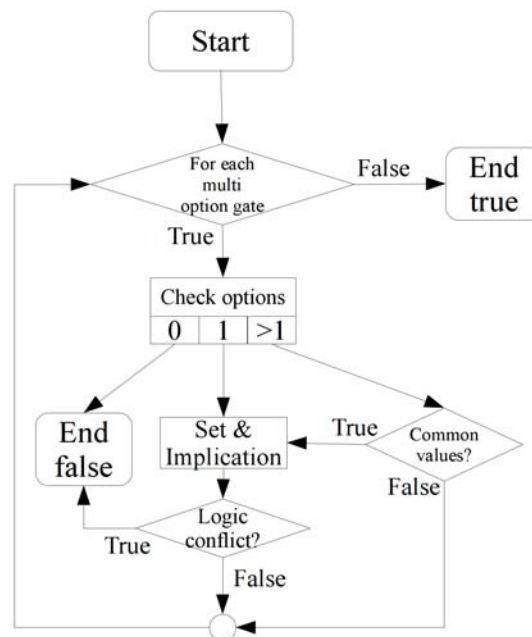 Start
For each
multi
option gate
False
End
true
True
Check options
0 1 >1
End
false
Set &
Implication
True
Common
values?
False
Logic
conflict?
True
False